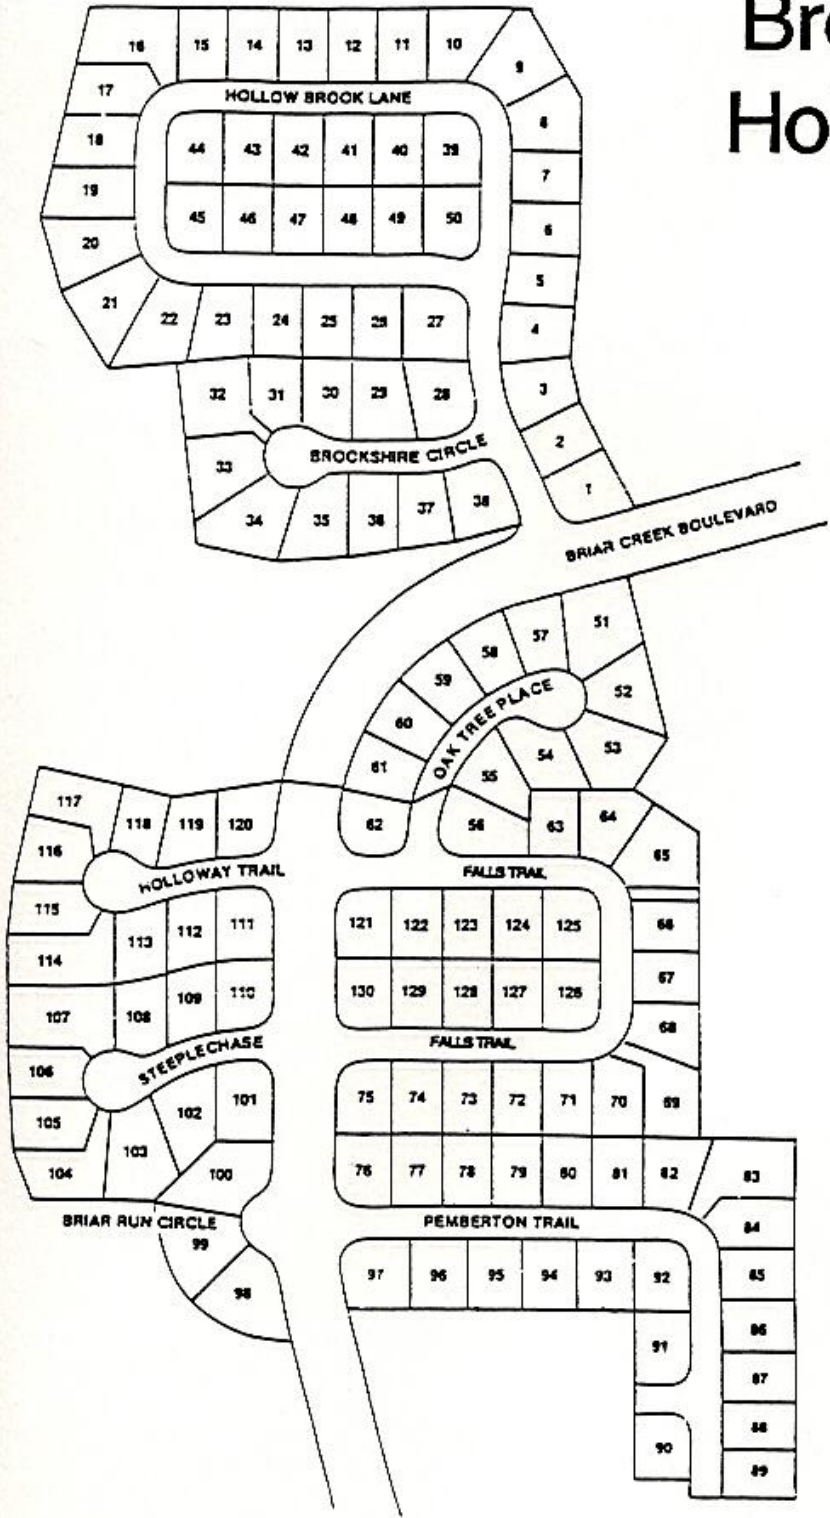 Bro
Ho
16 15 14 13 12 11 10 9
17
HOLLOW BROOK LANE
8
18 44 43 42 41 40 39 7
19 45 46 47 48 49 50 6
20
5
21 22 23 24 25 26 27 4
32 31 30 29 28 3
33
BROCKSHIRE CIRCLE
2
34 35 36 37 38 1
BRIAR CREEK BOULEVARD
59 58 57 51
60 OAK TREE PLACE 52
61 55 54 53
117 118 119 120 62 56 63 64
116 65
HOLLOWAY TRAIL
FALLS TRAIL
115 113 112 111 121 122 123 124 125 66
114
107 108 109 110 130 129 128 127 126 67
68
STEEPLECHASE
FALLS TRAIL
106
105 102 101 75 74 73 72 71 70 69
104 103 100 76 77 78 79 80 81 82 83
BRIAR RUN CIRCLE
PEMBERTON TRAIL
84
99
98 97 96 95 94 93 92 85
86
91
87
88
90
89